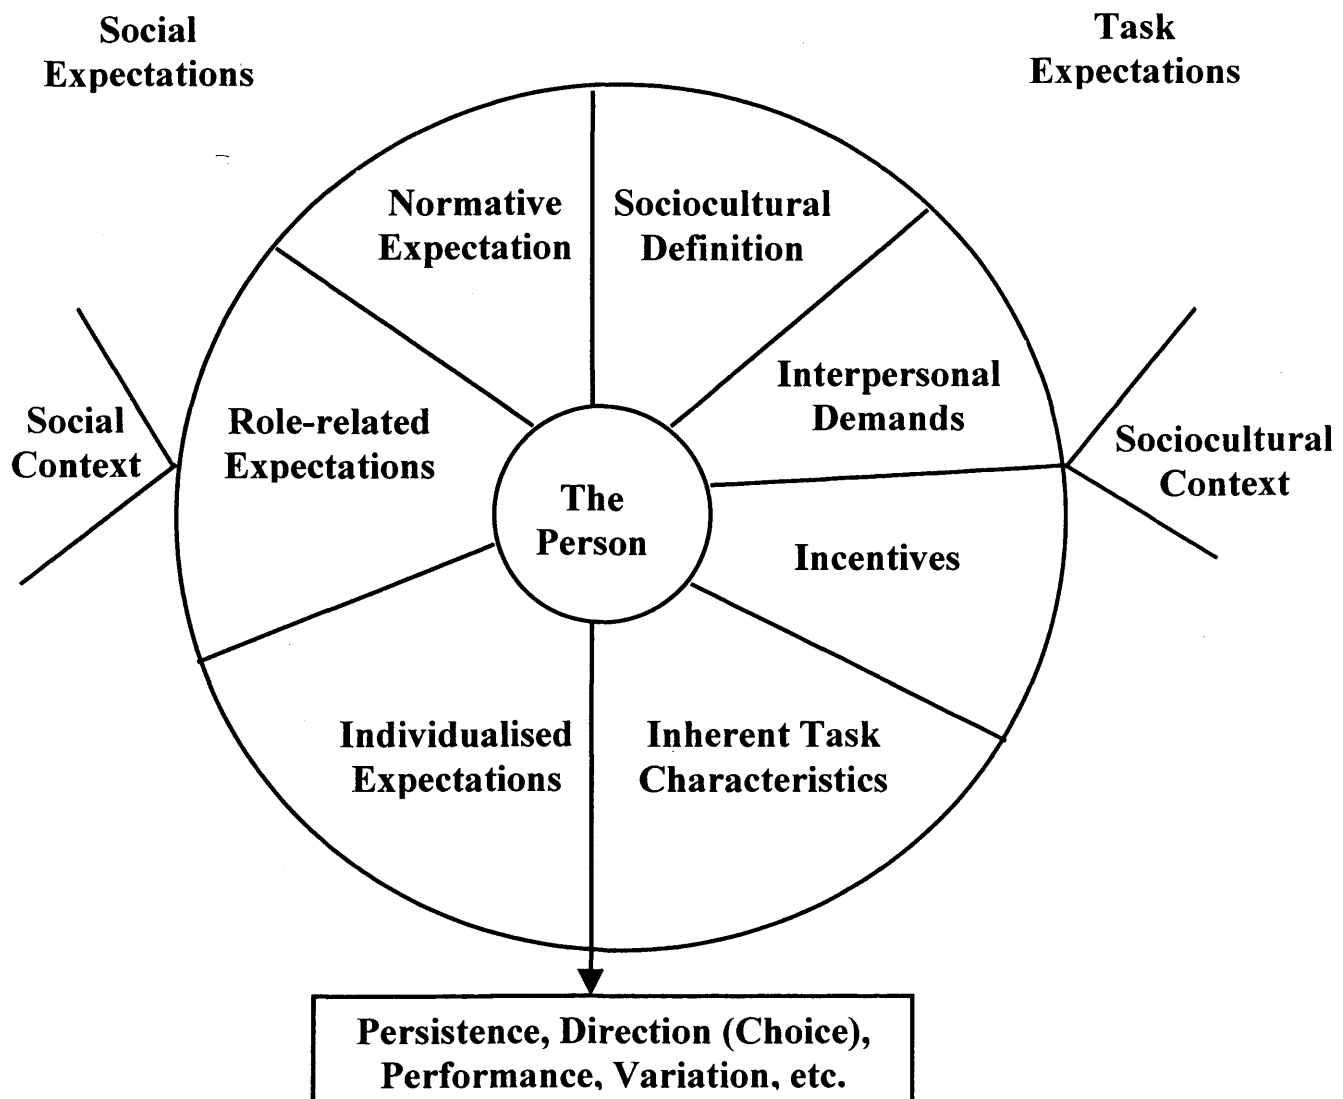 Social
Expectations
Task
Expectations
Normative
Expectation
Sociocultural
Definition
Interpersonal
Demands
Social
Context
Role-related
Expectations
Sociocultural
Context
The
Person
Incentives
Individualised
Expectations
Inherent Task
Characteristics
Persistence, Direction (Choice),
Performance, Variation, etc.